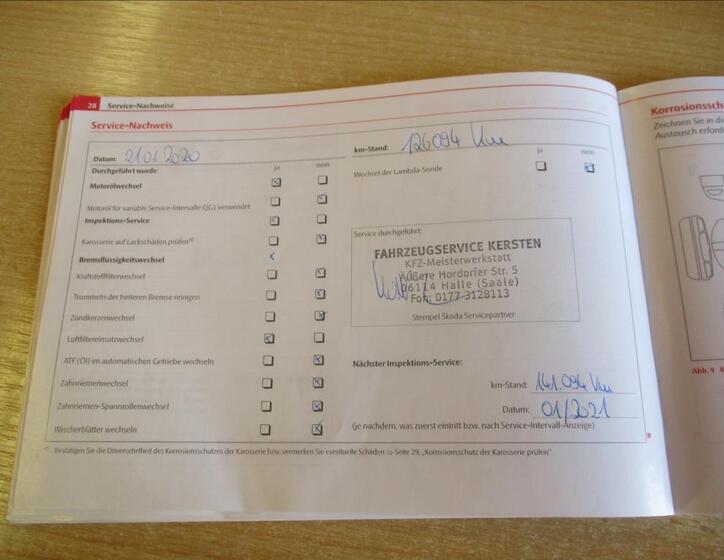 28 Service-Nachweise
Service-Nachweis
Datum: 21.01.2020
km-Stand: 126094 km
Durchgeführt wurde: ja nein
ja nein
Motorölwechsel
Wechsel der Lambda-Sonde
Motoröl für variable Service-Intervalle QG1 verwendet
Inspektions-Service
Karosserie auf Lackschäden prüfen a)
Bremsflüssigkeitswechsel
Kraftstofffilterwechsel
Trommeln der hinteren Bremse reinigen
Zündkerzenwechsel
Luftfiltereinsatzwechsel
ATF (Öl) im automatischen Getriebe wechseln
Zahnriemenwechsel
Zahnriemen-Spannrollenwechsel
Wischerblätter wechseln
Service durchgeführt:
FAHRZEUGSERVICE KERSTEN
KFZ-Meisterwerkstatt
Äußere Hordorfer Str. 5
06114 Halle (Saale)
Fon: 0177 3128113
Stempel Škoda Servicepartner
Nächster Inspektions-Service:
km-Stand: 141.094 km
Datum: 01/2021
(je nachdem, was zuerst eintritt bzw. nach Service-Intervall-Anzeige)
a) Bestätigen Sie die Unversehrtheit des Korrosionsschutzes der Karosserie bzw. vermerken Sie eventuelle Schäden ⇒ Seite 29, „Korrosionsschutz der Karosserie prüfen“.
Korrosionssch
Zeichnen Sie in di
Austausch erford
Abb. 9 K